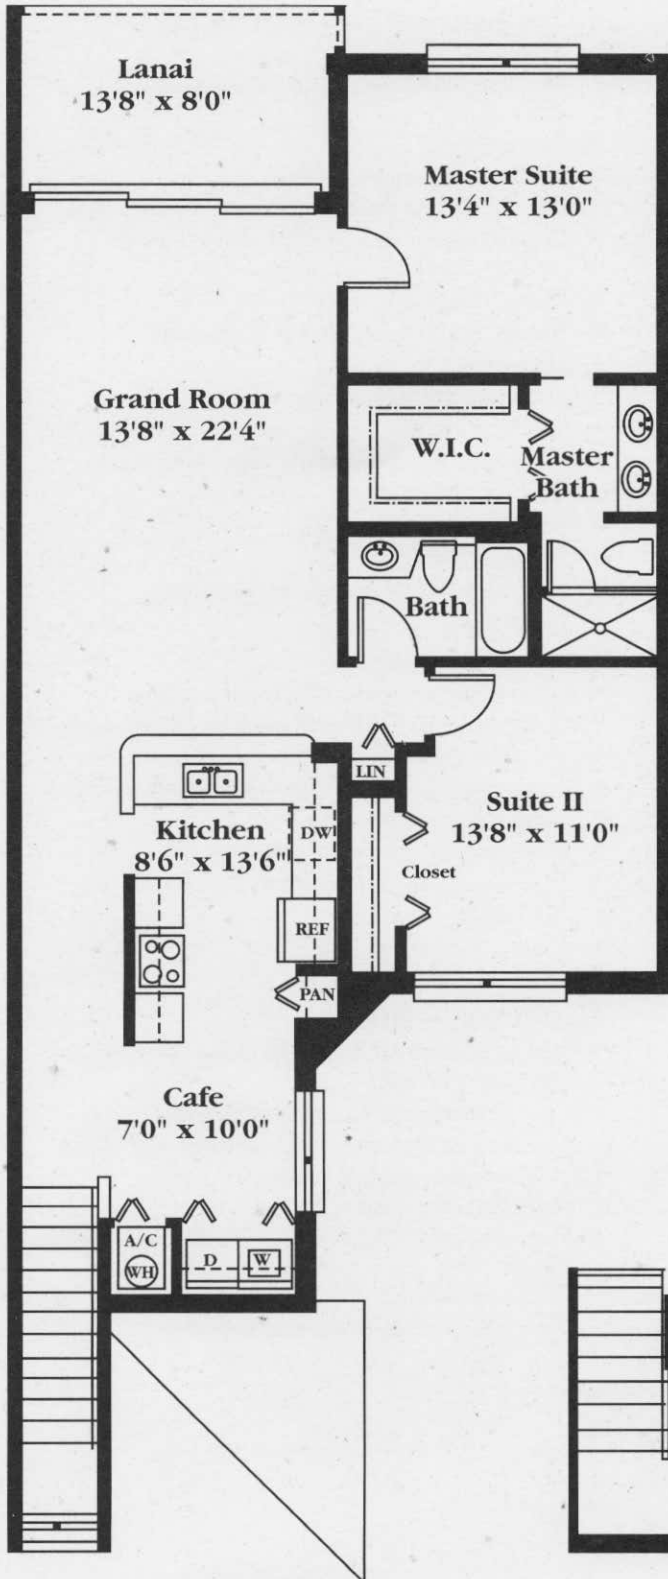 Lanai
13'8" x 8'0"
Master Suite
13'4" x 13'0"
Grand Room
13'8" x 22'4"
W.I.C.
Master
Bath
Bath
LIN
Suite II
13'8" x 11'0"
Kitchen
8'6" x 13'6"
DW
Closet
REF
PAN
Cafe
7'0" x 10'0"
A/C
WH
D
W